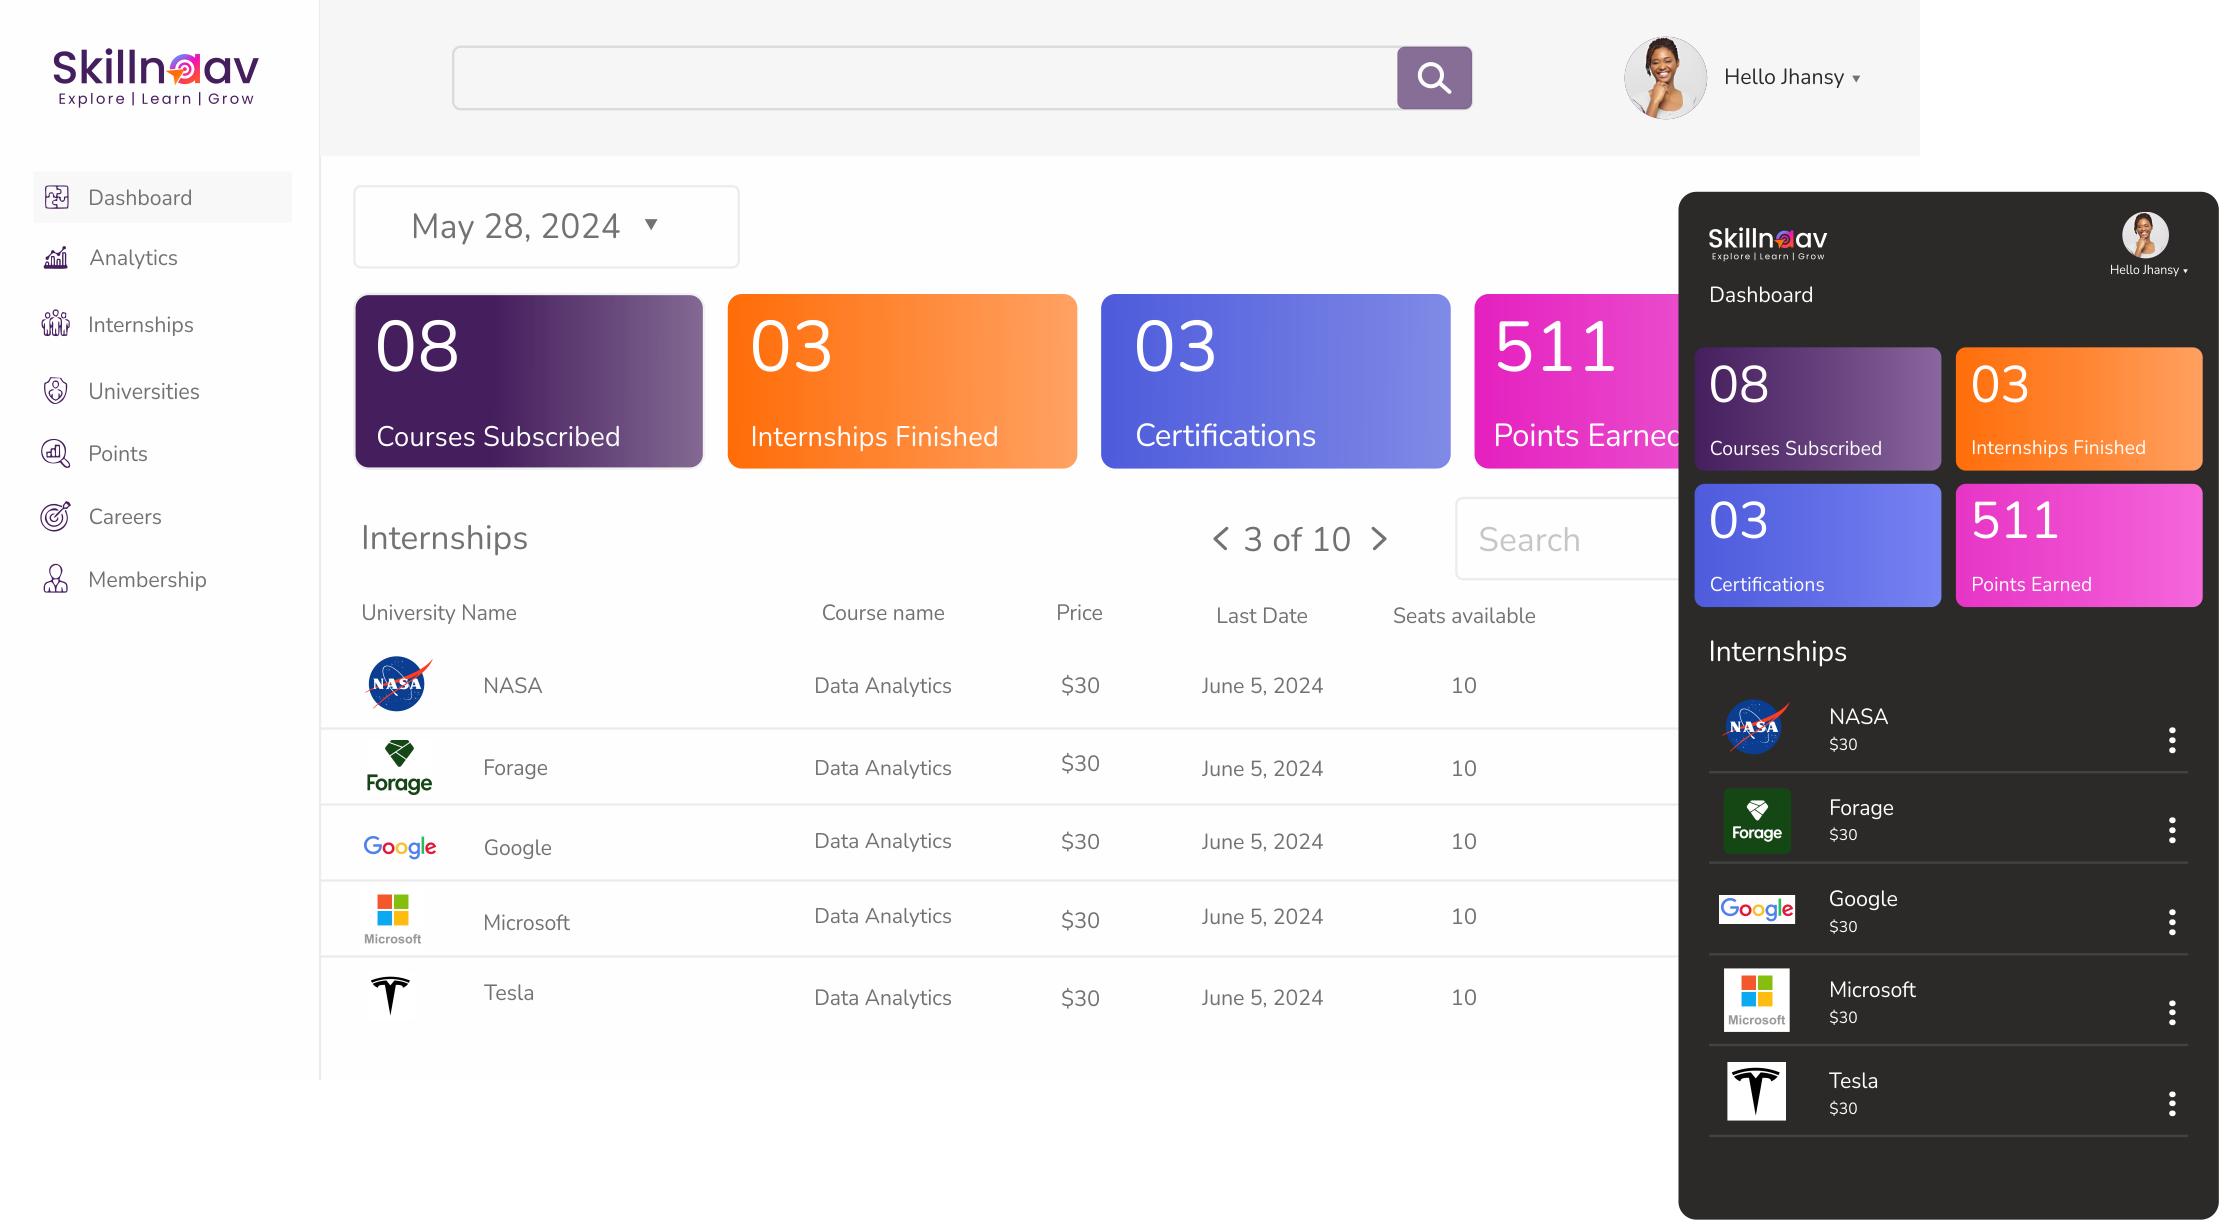 Skillnaav
Explore | Learn | Grow
Hello Jhansy
Dashboard
Analytics
Internships
Universities
Points
Careers
Membership
May 28, 2024
08
Courses Subscribed
03
Internships Finished
03
Certifications
511
Points Earned
Internships
3 of 10
Search
University Name Course name Price Last Date Seats available
NASA NASA Data Analytics $30 June 5, 2024 10
Forage Forage Data Analytics $30 June 5, 2024 10
Google Google Data Analytics $30 June 5, 2024 10
Microsoft Microsoft Data Analytics $30 June 5, 2024 10
Tesla Data Analytics $30 June 5, 2024 10
Skillnaav
Explore | Learn | Grow
Hello Jhansy
Dashboard
08
Courses Subscribed
03
Internships Finished
03
Certifications
511
Points Earned
Internships
NASA
NASA
$30
Forage
Forage
$30
Google
Google
$30
Microsoft
Microsoft
$30
Tesla
$30